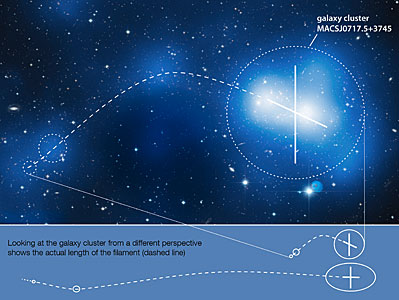 galaxy cluster
MACSJ0717.5+3745
Looking at the galaxy cluster from a different perspective
shows the actual length of the filament (dashed line)